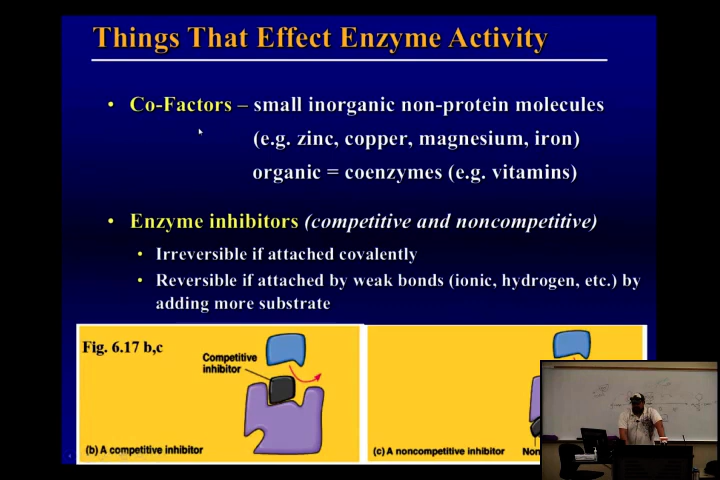 Things That Effect Enzyme Activity
• Co-Factors – small inorganic non-protein molecules
(e.g. zinc, copper, magnesium, iron)
organic = coenzymes (e.g. vitamins)
• Enzyme inhibitors (competitive and noncompetitive)
• Irreversible if attached covalently
• Reversible if attached by weak bonds (ionic, hydrogen, etc.) by
adding more substrate
Fig. 6.17 b,c
Competitive
inhibitor
(b) A competitive inhibitor
(c) A noncompetitive inhibitor